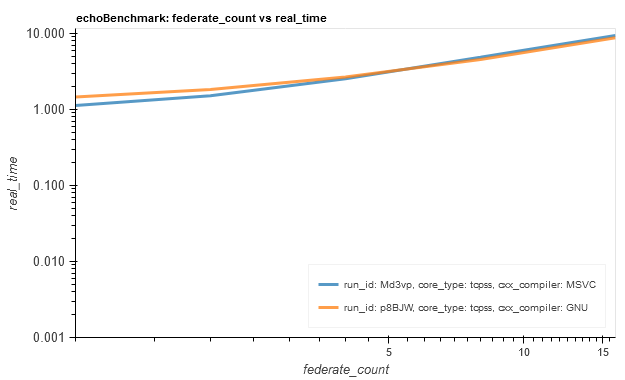 echoBenchmark: federate_count vs real_time
10.000
1.000
0.100
0.010
0.001
real_time
run_id: Md3vp, core_type: tcpss, cxx_compiler: MSVC
run_id: p8BJW, core_type: tcpss, cxx_compiler: GNU
5
10
15
federate_count